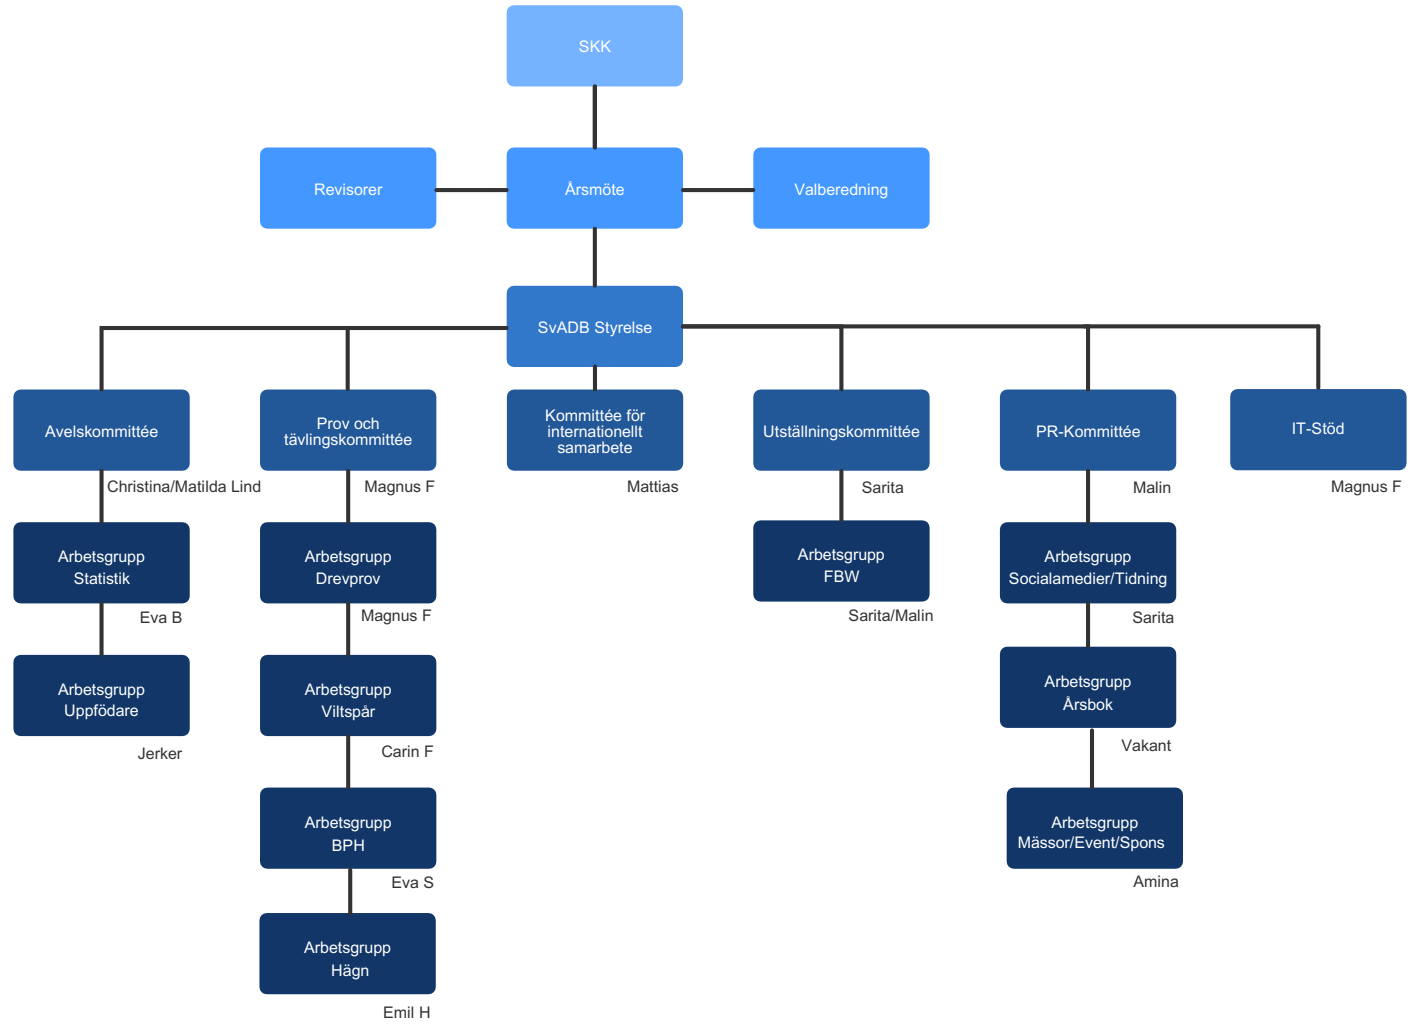 SKK
Revisorer
Årsmöte
Valberedning
SvADB Styrelse
Avelskommittée
Prov och
tävlingskommittée
Kommittée för
internationellt
samarbete
Utställningskommittée
PR-Kommittée
IT-Stöd
Christina/Matilda Lind
Magnus F
Mattias
Sarita
Malin
Magnus F
Arbetsgrupp
Statistik
Arbetsgrupp
Drevprov
Arbetsgrupp
FBW
Arbetsgrupp
Socialamedier/Tidning
Eva B
Magnus F
Sarita/Malin
Sarita
Arbetsgrupp
Uppfödare
Arbetsgrupp
Viltspår
Arbetsgrupp
Årsbok
Jerker
Carin F
Vakant
Arbetsgrupp
BPH
Arbetsgrupp
Mässor/Event/Spons
Eva S
Amina
Arbetsgrupp
Hägn
Emil H